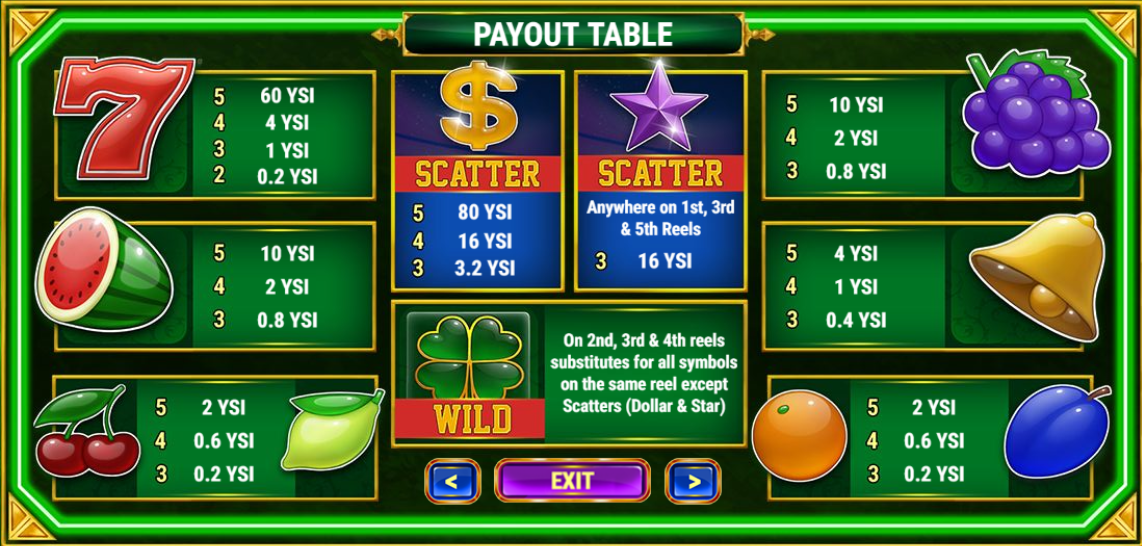 PAYOUT TABLE
5 60 YSI
4 4 YSI
3 1 YSI
2 0.2 YSI
SCATTER
5 80 YSI
4 16 YSI
3 3.2 YSI
SCATTER
Anywhere on 1st, 3rd
& 5th Reels
3 16 YSI
5 10 YSI
4 2 YSI
3 0.8 YSI
5 10 YSI
4 2 YSI
3 0.8 YSI
WILD
On 2nd, 3rd & 4th reels
substitutes for all symbols
on the same reel except
Scatters (Dollar & Star)
5 4 YSI
4 1 YSI
3 0.4 YSI
5 2 YSI
4 0.6 YSI
3 0.2 YSI
< EXIT >
5 2 YSI
4 0.6 YSI
3 0.2 YSI